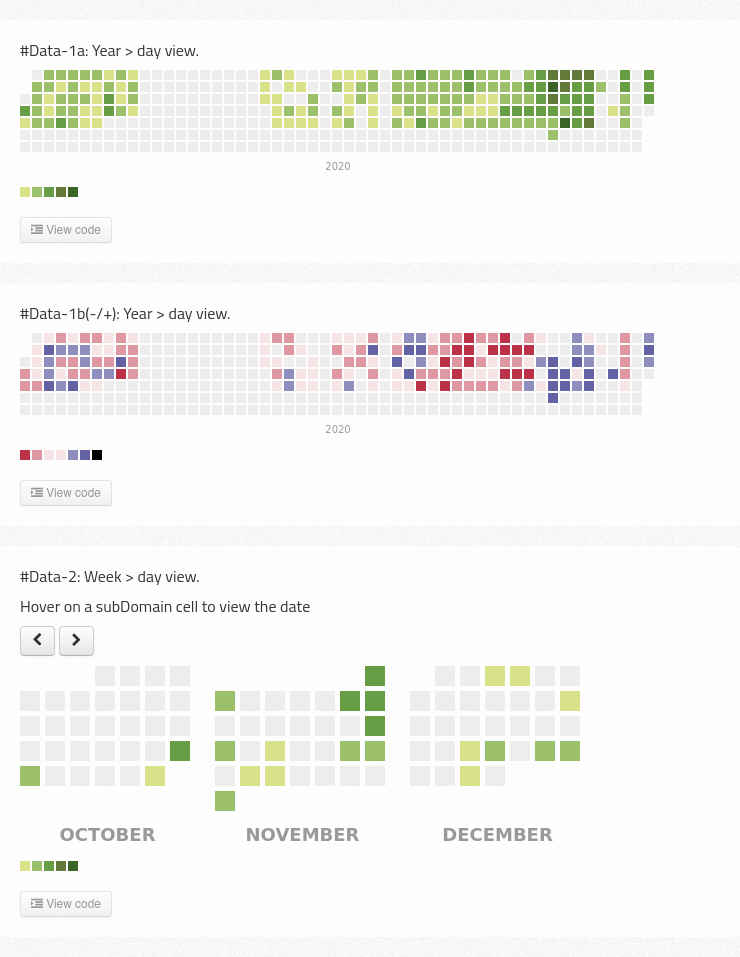 #Data-1a: Year > day view.
2020
View code
#Data-1b(-/+): Year > day view.
2020
View code
#Data-2: Week > day view.
Hover on a subDomain cell to view the date
OCTOBER NOVEMBER DECEMBER
View code